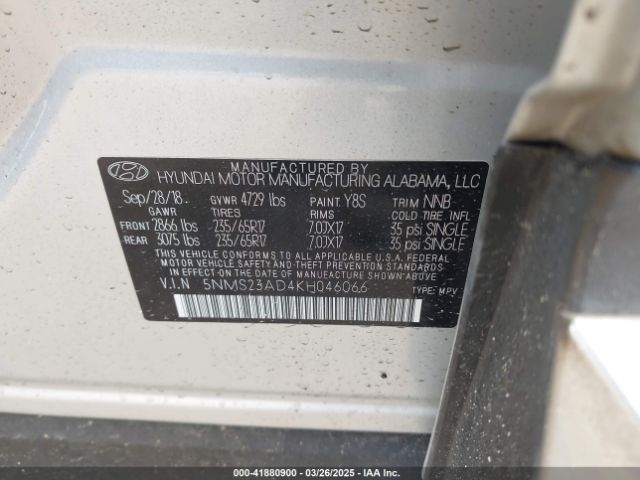 MANUFACTURED BY
HYUNDAI MOTOR MANUFACTURING ALABAMA, LLC
Sep/28/18 GVWR 4729 lbs PAINT Y8S TRIM NNB
GAWR TIRES RIMS COLD TIRE INFL
FRONT 2866 lbs 235/65R17 7.0JX17 35 psi SINGLE
REAR 3075 lbs 235/65R17 7.0JX17 35 psi SINGLE
THIS VEHICLE CONFORMS TO ALL APPLICABLE FEDERAL MOTOR VEHICLE
SAFETY AND THEFT PREVENTION STANDARDS IN
EFFECT ON THE DATE OF MANUFACTURE SHOWN ABOVE
V.I.N 5NMS23AD4KH046066
TYPE: MPV
000-41880900 - 03/26/2025 - IAA Inc.